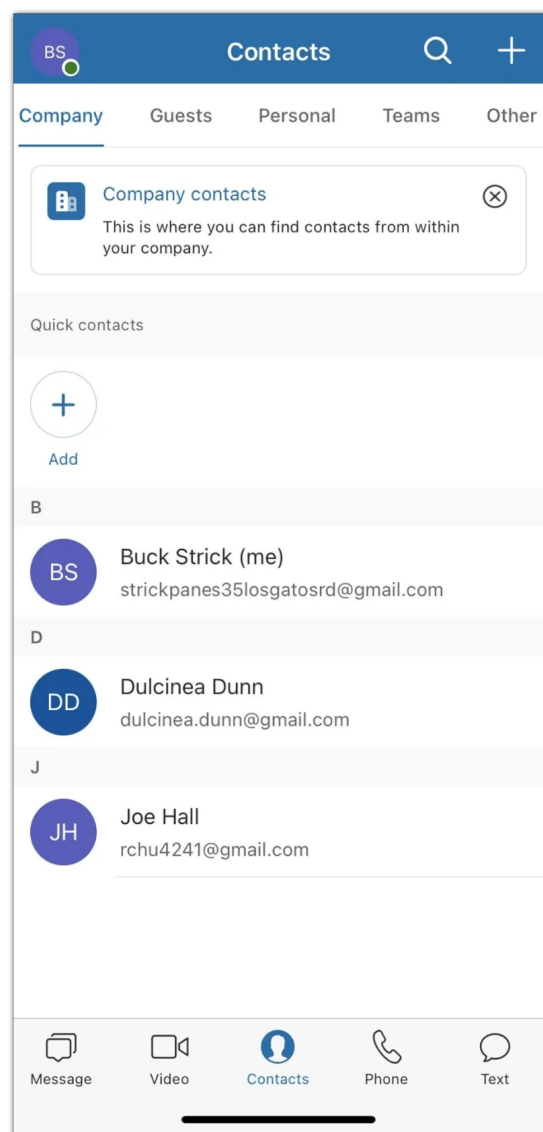 BS
Contacts
Company Guests Personal Teams Other
Company contacts
This is where you can find contacts from within
your company.
Quick contacts
Add
B
BS
Buck Strick (me)
strickpanes35losgatosrd@gmail.com
D
DD
Dulcinea Dunn
dulcinea.dunn@gmail.com
J
JH
Joe Hall
rchu4241@gmail.com
Message Video Contacts Phone Text